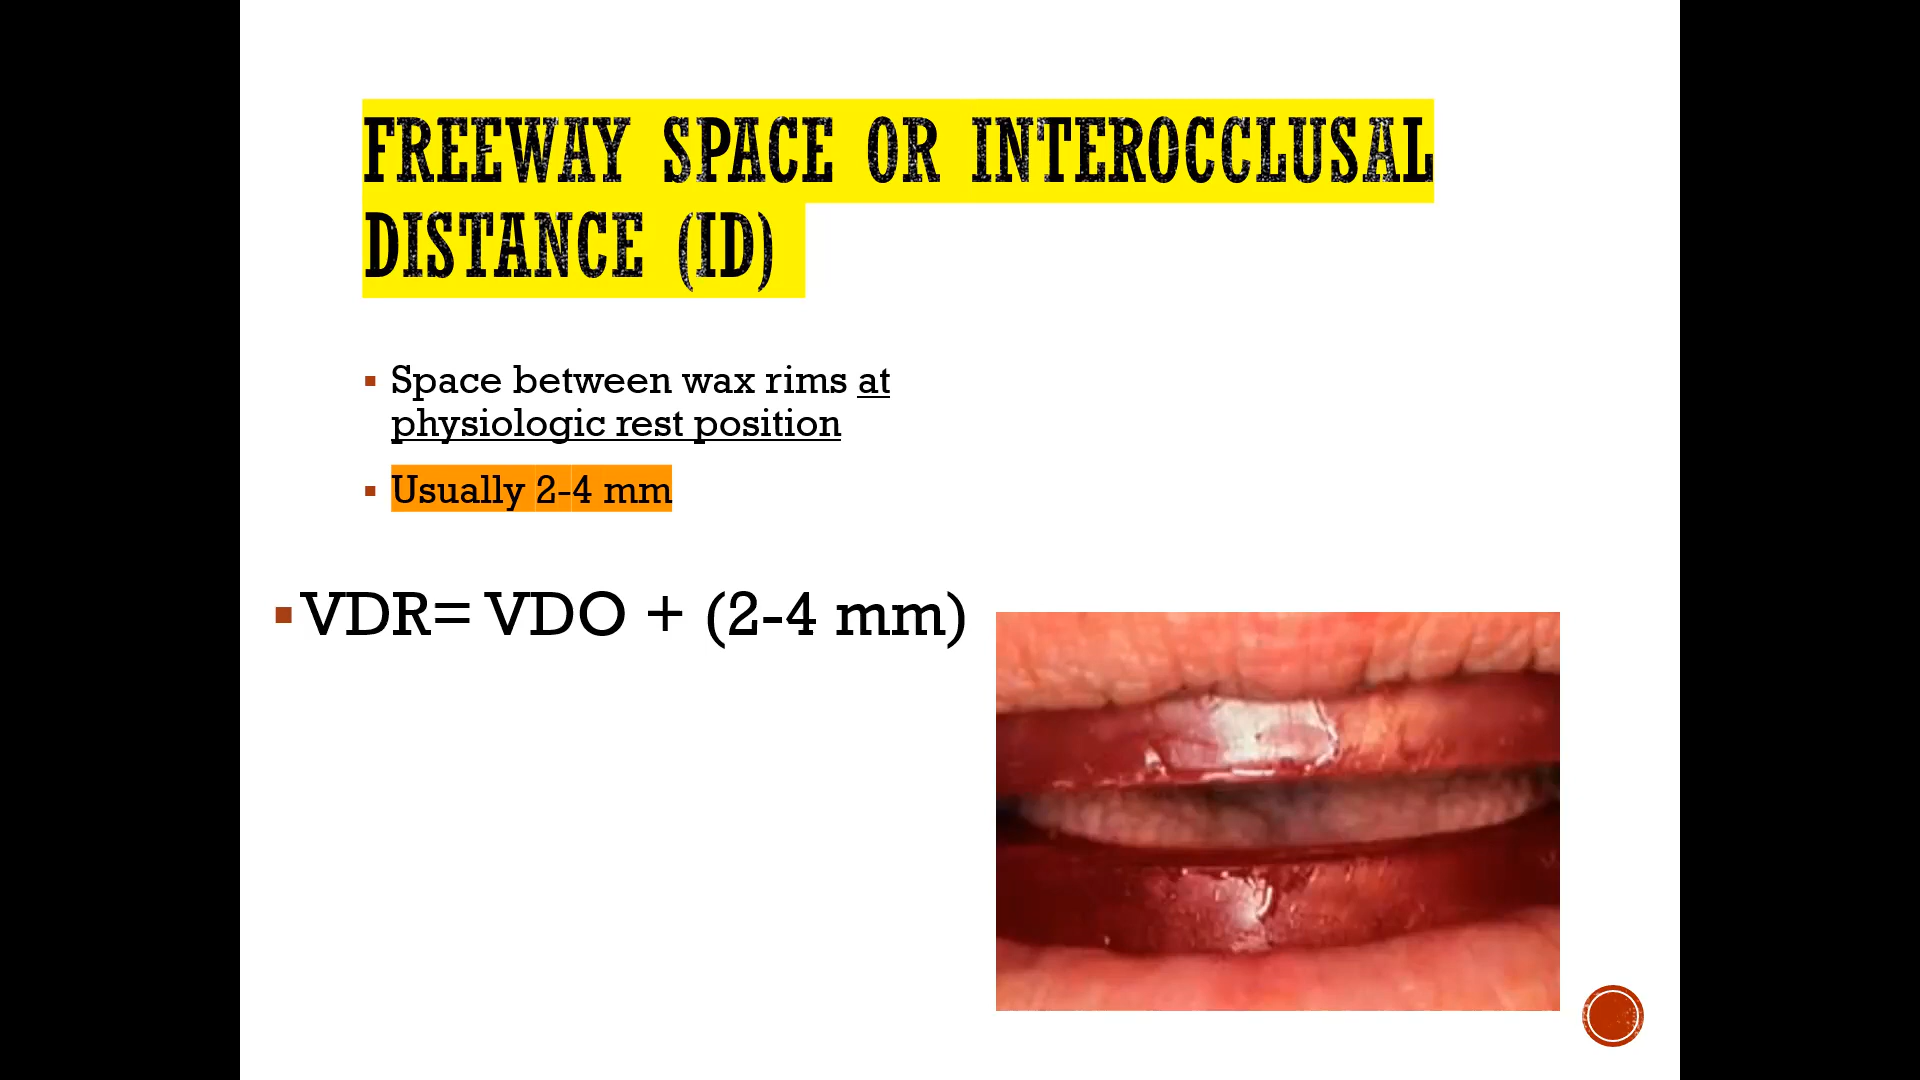 FREEWAY SPACE OR INTEROCCLUSAL
DISTANCE (ID)
▪ Space between wax rims at
physiologic rest position
▪ Usually 2-4 mm
▪ VDR= VDO + (2-4 mm)